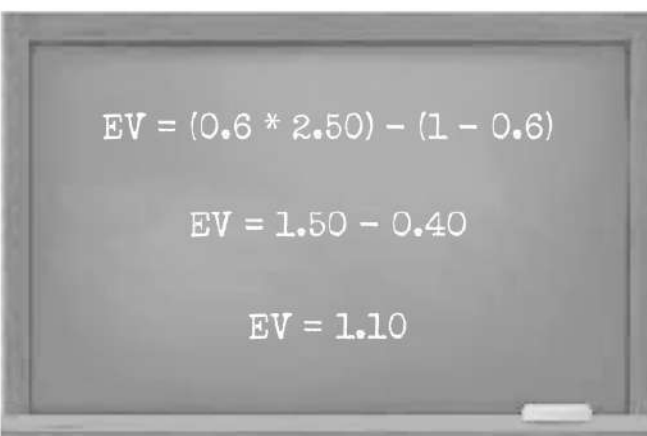 EV = (0.6 * 2.50) - (1 - 0.6)
EV = 1.50 - 0.40
EV = 1.10